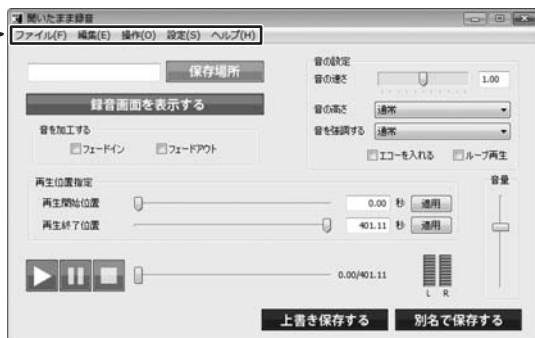 聞いたまま録音
ファイル(F) 編集(E) 操作(O) 設定(S) ヘルプ(H)
保存場所
録音画面を表示する
音を加工する
フェードイン フェードアウト
音の設定
音の速さ 1.00
音の高さ 通常
音を強調する 通常
エコーを入れる ループ再生
再生位置指定
再生開始位置 0.00 秒 適用
再生終了位置 401.11 秒 適用
音量
0.00/401.11
L R
上書き保存する 別名で保存する